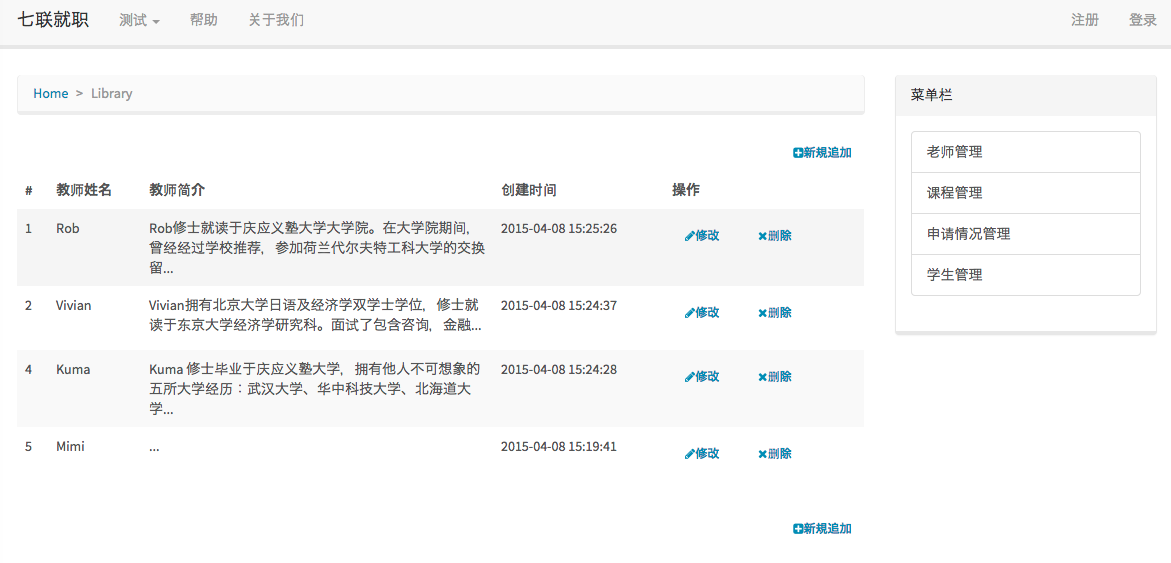 七联就职 测试 帮助 关于我们 注册 登录
Home > Library
菜单栏
老师管理
课程管理
申请情况管理
学生管理
新規追加
# 教师姓名 教师简介 创建时间 操作
1 Rob Rob修士就读于庆应义塾大学大学院。在大学院期间, 2015-04-08 15:25:26 修改 删除
曾经经过学校推荐, 参加荷兰代尔夫特工科大学的交换
留...
2 Vivian Vivian拥有北京大学日语及经济学双学士学位, 修士就 2015-04-08 15:24:37 修改 删除
读于东京大学经济学研究科。面试了包含咨询, 金融...
4 Kuma Kuma 修士毕业于庆应义塾大学, 拥有他人不可想象的 2015-04-08 15:24:28 修改 删除
五所大学经历：武汉大学、华中科技大学、北海道大
学...
5 Mimi ... 2015-04-08 15:19:41 修改 删除
新規追加